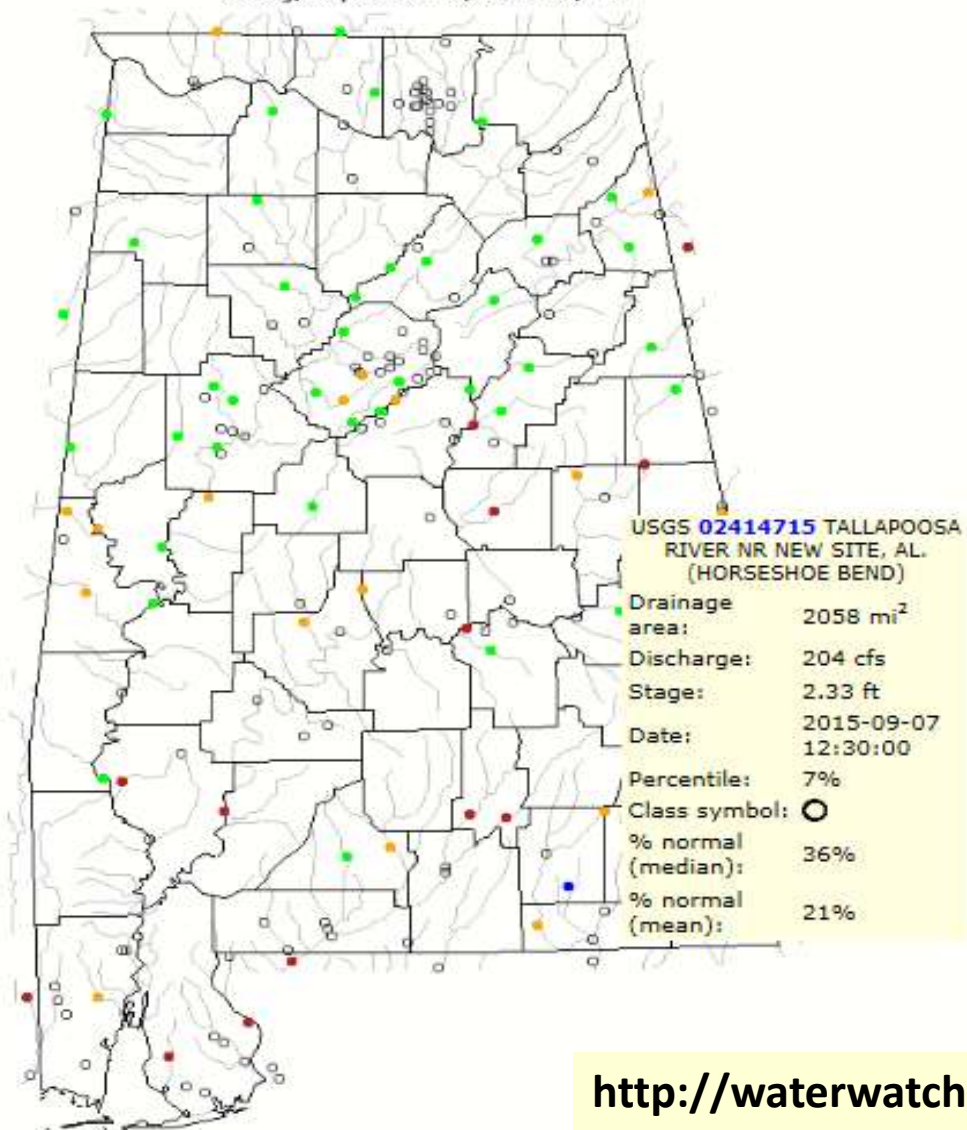 USGS 02414715 TALLAPOOSA
RIVER NR NEW SITE, AL.
(HORSESHOE BEND)
Drainage area: 2058 mi²
Discharge: 204 cfs
Stage: 2.33 ft
Date: 2015-09-07 12:30:00
Percentile: 7%
Class symbol:
% normal (median): 36%
% normal (mean): 21%
http://waterwatch